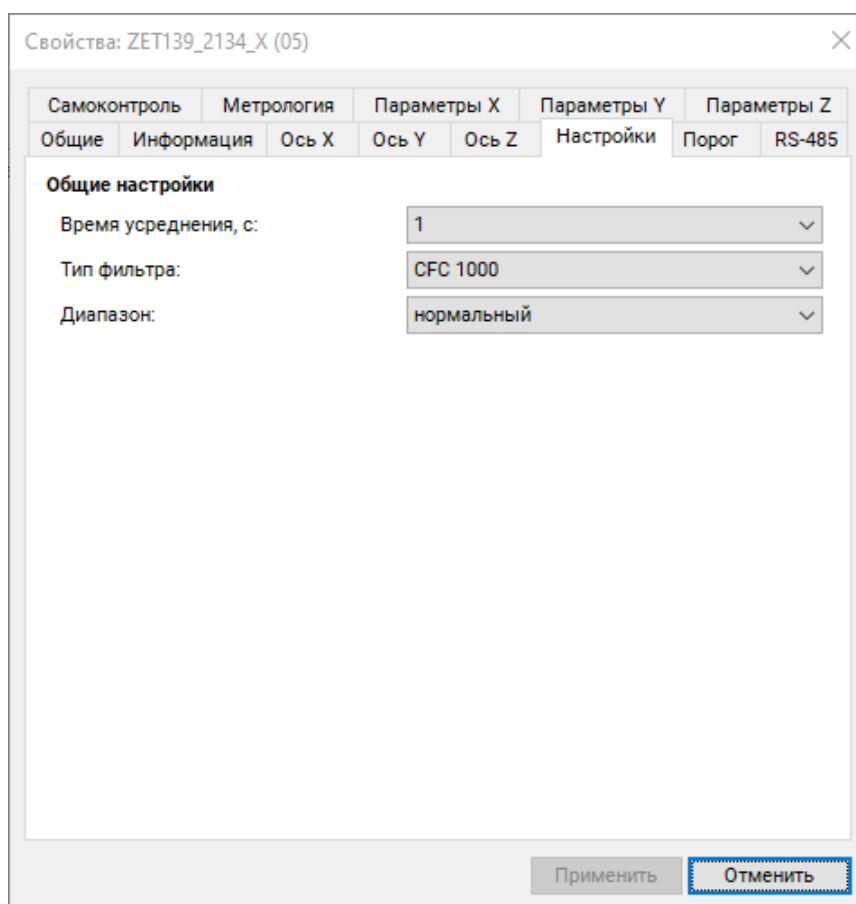 Свойства: ZET139_2134_X (05)
Самоконтроль Метрология Параметры X Параметры Y Параметры Z
Общие Информация Ось X Ось Y Ось Z Настройки Порог RS-485
Общие настройки
Время усреднения, с: 1
Тип фильтра: CFC 1000
Диапазон: нормальный
Применить Отменить